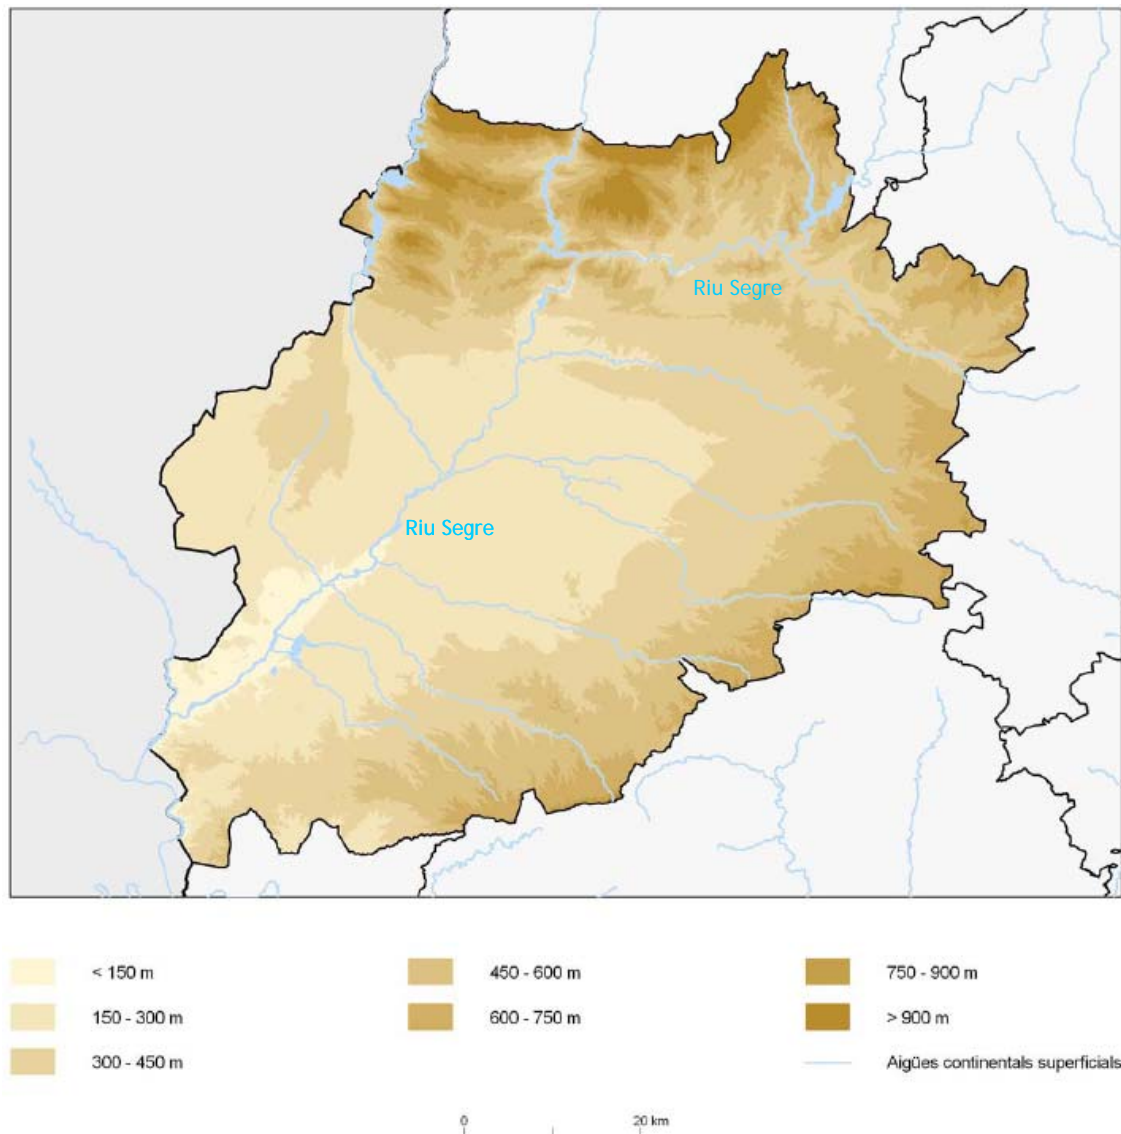 Riu Segre
Riu Segre
< 150 m
150 - 300 m
300 - 450 m
450 - 600 m
600 - 750 m
750 - 900 m
> 900 m
Aigües continentals superficials
0 20 km